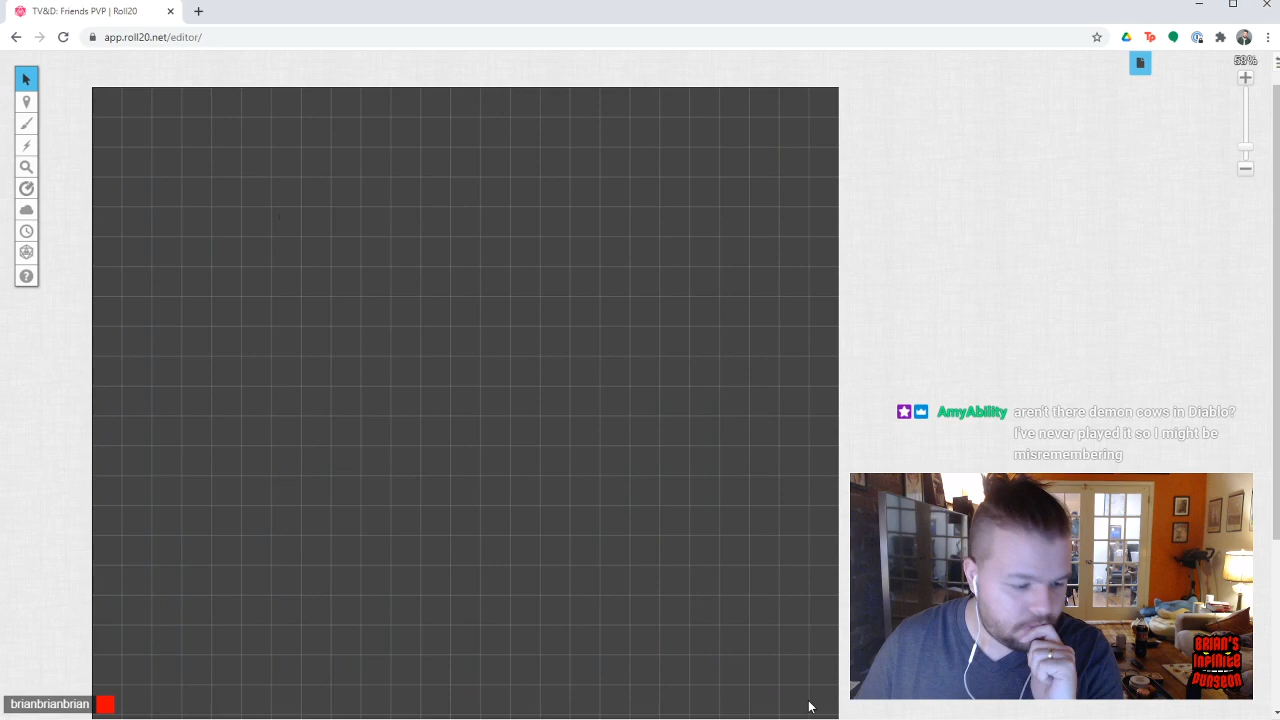 TV&D: Friends PVP | Roll20
app.roll20.net/editor/
58%
AmyAbility aren't there demon cows in Diablo?
I've never played it so I might be
misremembering
BRIAN'S
INFINITE
DUNGEON
brianbrianbrian